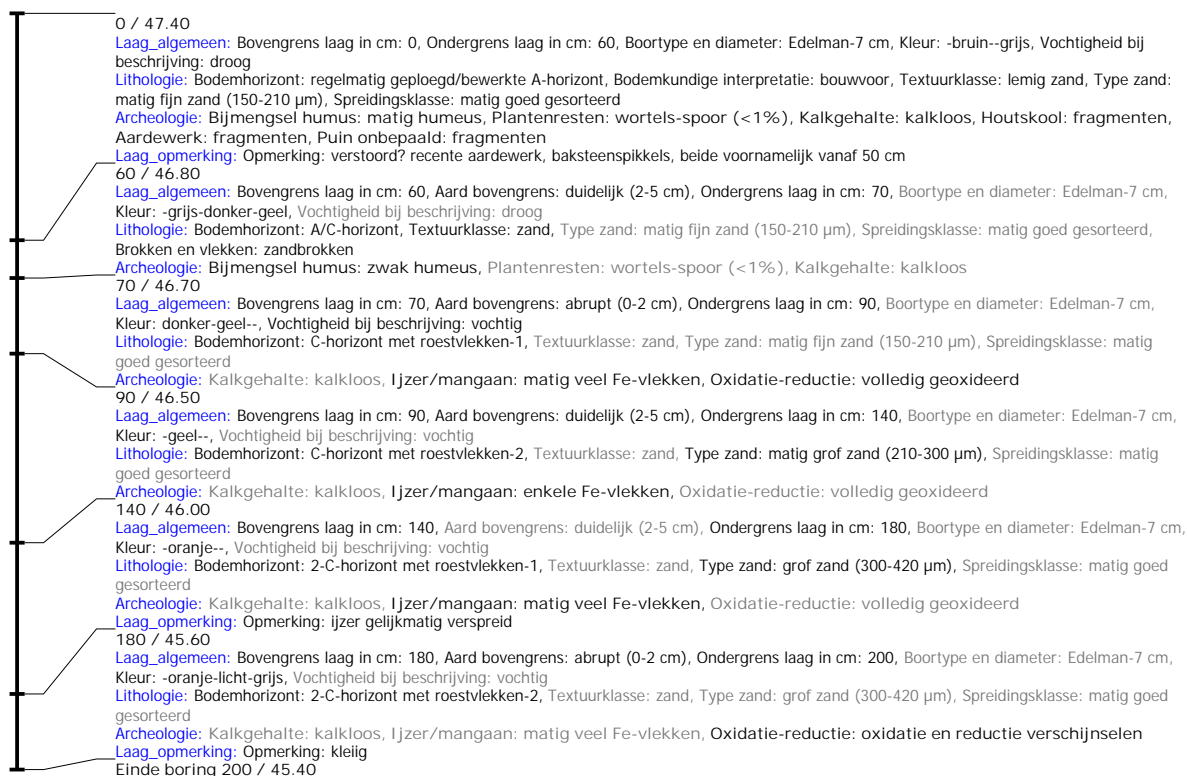 0 / 47.40
Laag_algemeen: Bovengrens laag in cm: 0, Ondergrens laag in cm: 60, Boortype en diameter: Edelman-7 cm, Kleur: -bruin--grijs, Vochtigheid bij
beschrijving: droog
Lithologie: Bodemhorizont: regelmatig geploegd/bewerkte A-horizont, Bodemkundige interpretatie: bouwvoor, Textuurklasse: lemig zand, Type zand:
matig fijn zand (150-210 µm), Spreidingsklasse: matig goed gesorteerd
Archeologie: Bijmengsel humus: matig humeus, Plantenresten: wortels-spoor (<1%), Kalkgehalte: kalkloos, Houtskool: fragmenten,
Aardewerk: fragmenten, Puin onbepaald: fragmenten
Laag_opmerking: Opmerking: verstoord? recente aardewerk, baksteenspikkels, beide voornamelijk vanaf 50 cm
60 / 46.80
Laag_algemeen: Bovengrens laag in cm: 60, Aard bovengrens: duidelijk (2-5 cm), Ondergrens laag in cm: 70, Boortype en diameter: Edelman-7 cm,
Kleur: -grijs-donker-geel, Vochtigheid bij beschrijving: droog
Lithologie: Bodemhorizont: A/C-horizont, Textuurklasse: zand, Type zand: matig fijn zand (150-210 µm), Spreidingsklasse: matig goed gesorteerd,
Brokken en vlekken: zandbrokken
Archeologie: Bijmengsel humus: zwak humeus, Plantenresten: wortels-spoor (<1%), Kalkgehalte: kalkloos
70 / 46.70
Laag_algemeen: Bovengrens laag in cm: 70, Aard bovengrens: abrupt (0-2 cm), Ondergrens laag in cm: 90, Boortype en diameter: Edelman-7 cm,
Kleur: donker-geel--, Vochtigheid bij beschrijving: vochtig
Lithologie: Bodemhorizont: C-horizont met roestvlekken-1, Textuurklasse: zand, Type zand: matig fijn zand (150-210 µm), Spreidingsklasse: matig
goed gesorteerd
Archeologie: Kalkgehalte: kalkloos, Ijzer/mangaan: matig veel Fe-vlekken, Oxidatie-reductie: volledig geoxideerd
90 / 46.50
Laag_algemeen: Bovengrens laag in cm: 90, Aard bovengrens: duidelijk (2-5 cm), Ondergrens laag in cm: 140, Boortype en diameter: Edelman-7 cm,
Kleur: -geel--, Vochtigheid bij beschrijving: vochtig
Lithologie: Bodemhorizont: C-horizont met roestvlekken-2, Textuurklasse: zand, Type zand: matig grof zand (210-300 µm), Spreidingsklasse: matig
goed gesorteerd
Archeologie: Kalkgehalte: kalkloos, Ijzer/mangaan: enkele Fe-vlekken, Oxidatie-reductie: volledig geoxideerd
140 / 46.00
Laag_algemeen: Bovengrens laag in cm: 140, Aard bovengrens: duidelijk (2-5 cm), Ondergrens laag in cm: 180, Boortype en diameter: Edelman-7 cm,
Kleur: -oranje--, Vochtigheid bij beschrijving: vochtig
Lithologie: Bodemhorizont: 2-C-horizont met roestvlekken-1, Textuurklasse: zand, Type zand: grof zand (300-420 µm), Spreidingsklasse: matig goed
gesorteerd
Archeologie: Kalkgehalte: kalkloos, Ijzer/mangaan: matig veel Fe-vlekken, Oxidatie-reductie: volledig geoxideerd
Laag_opmerking: Opmerking: ijzer gelijkmatig verspreid
180 / 45.60
Laag_algemeen: Bovengrens laag in cm: 180, Aard bovengrens: abrupt (0-2 cm), Ondergrens laag in cm: 200, Boortype en diameter: Edelman-7 cm,
Kleur: -oranje-licht-grijs, Vochtigheid bij beschrijving: vochtig
Lithologie: Bodemhorizont: 2-C-horizont met roestvlekken-2, Textuurklasse: zand, Type zand: grof zand (300-420 µm), Spreidingsklasse: matig goed
gesorteerd
Archeologie: Kalkgehalte: kalkloos, Ijzer/mangaan: matig veel Fe-vlekken, Oxidatie-reductie: oxidatie en reductie verschijnselen
Laag_opmerking: Opmerking: kleiig
Einde boring 200 / 45.40